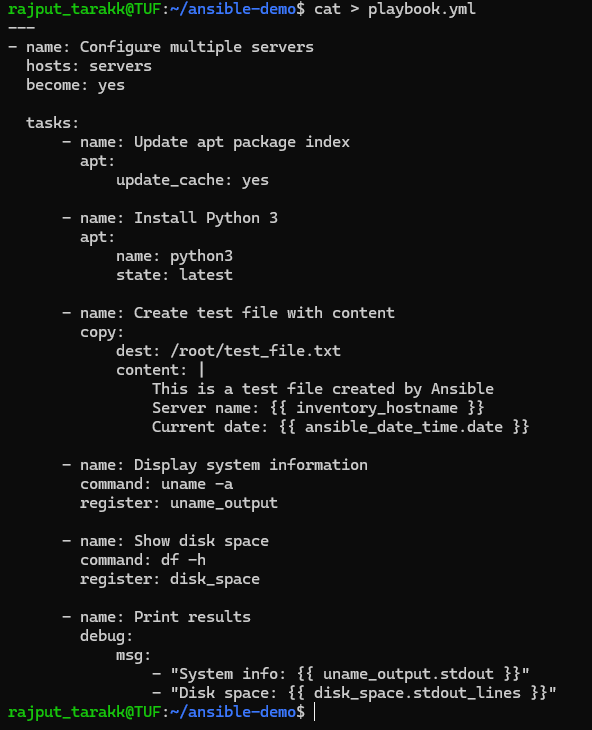 rajput_tarakk@TUF:~/ansible-demo$ cat > playbook.yml
---
- name: Configure multiple servers
  hosts: servers
  become: yes

  tasks:
      - name: Update apt package index
        apt:
            update_cache: yes

      - name: Install Python 3
        apt:
            name: python3
            state: latest

      - name: Create test file with content
        copy:
            dest: /root/test_file.txt
            content: |
                This is a test file created by Ansible
                Server name: {{ inventory_hostname }}
                Current date: {{ ansible_date_time.date }}

      - name: Display system information
        command: uname -a
        register: uname_output

      - name: Show disk space
        command: df -h
        register: disk_space

      - name: Print results
        debug:
            msg:
                - "System info: {{ uname_output.stdout }}"
                - "Disk space: {{ disk_space.stdout_lines }}"
rajput_tarakk@TUF:~/ansible-demo$